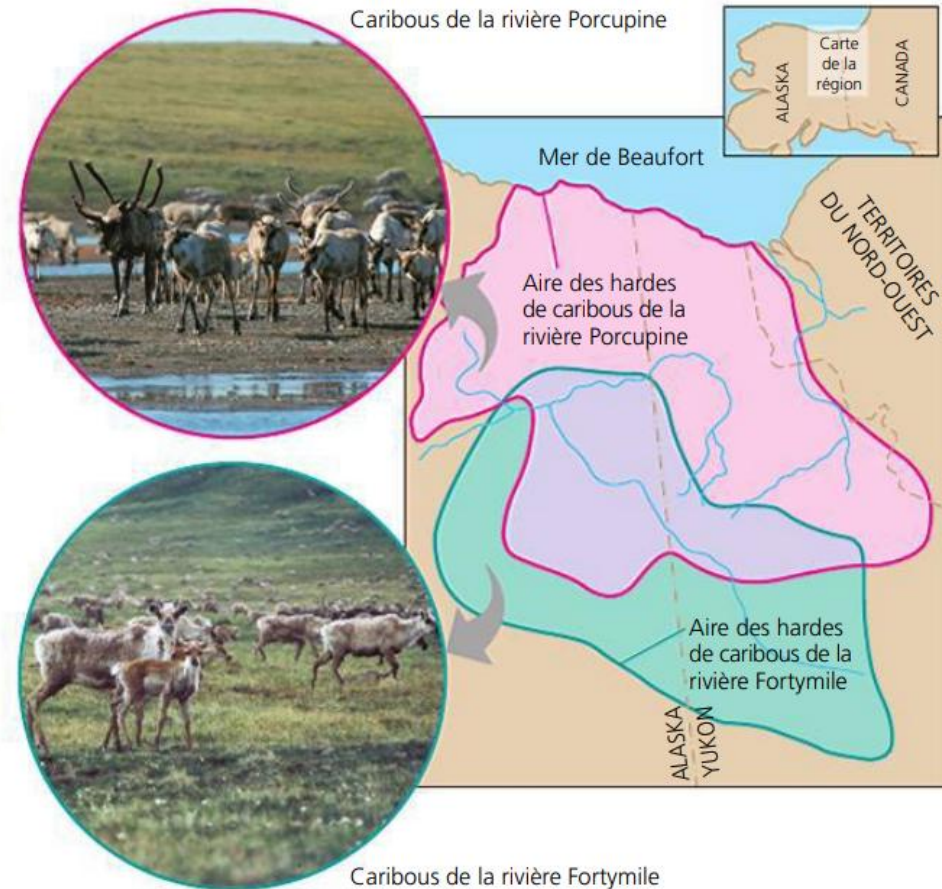 Caribous de la rivière Porcupine
Carte
de la
région
ALASKA
CANADA
Mer de Beaufort
TERRITOIRES
DU NORD-OUEST
Aire des hardes
de caribous de la
rivière Porcupine
Aire des hardes
de caribous de la
rivière Fortymile
ALASKA
YUKON
Caribous de la rivière Fortymile